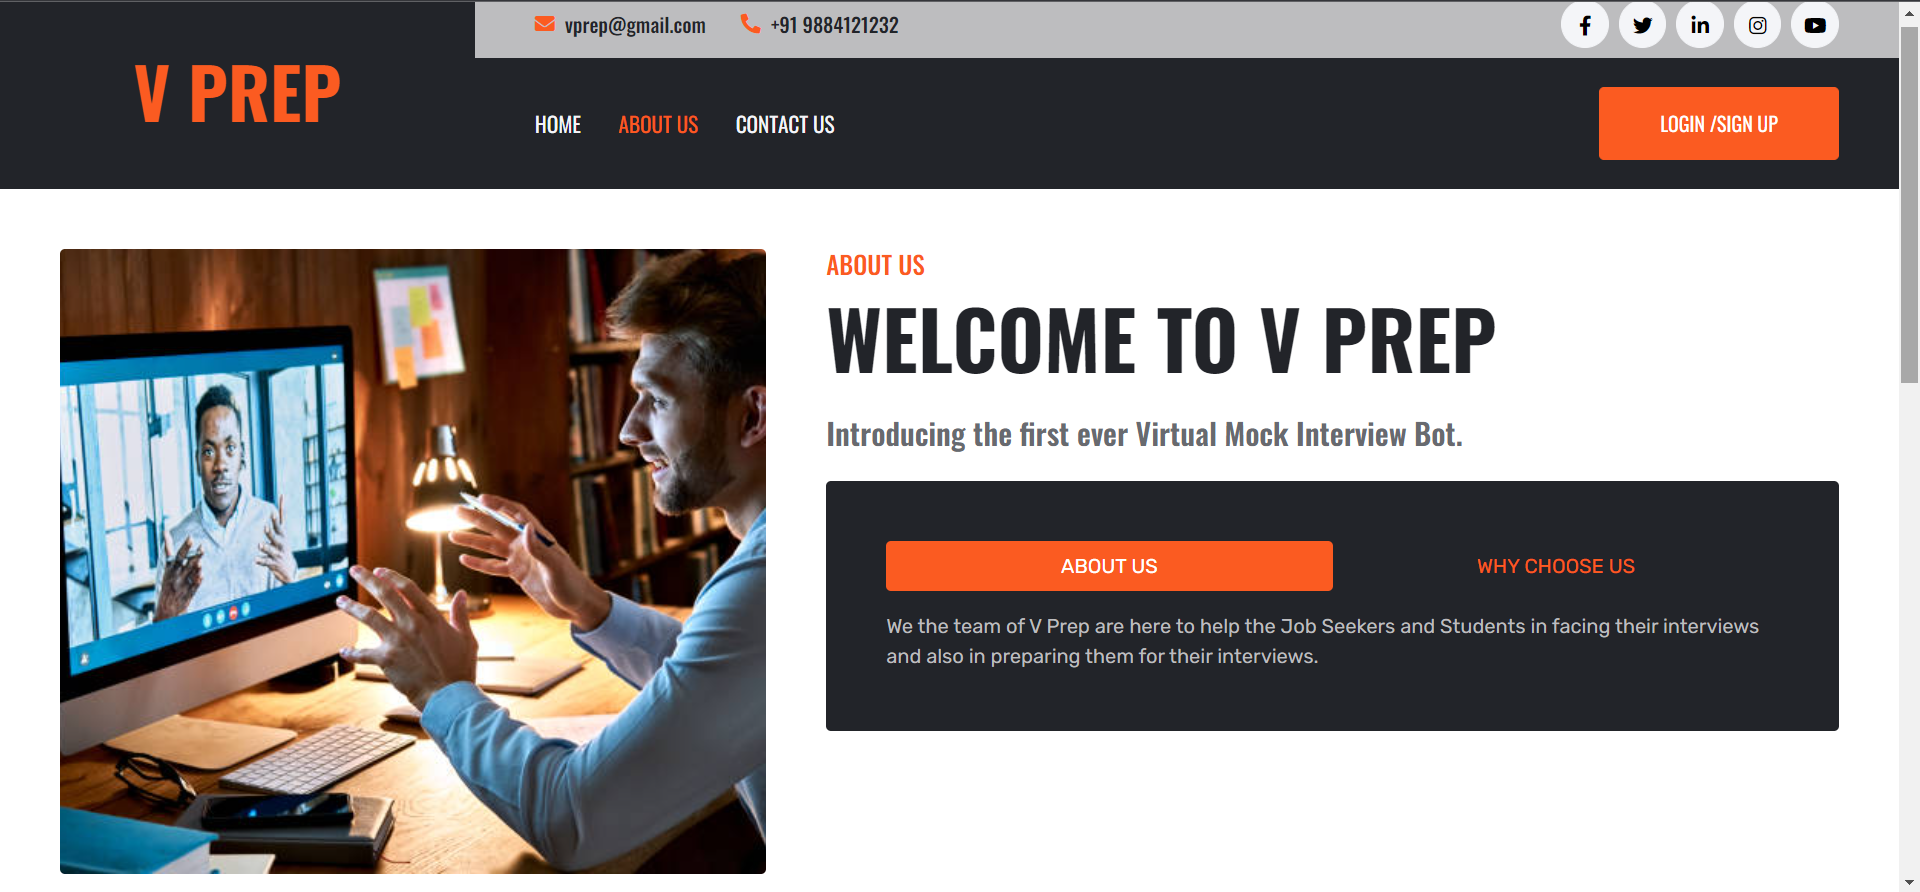 vprep@gmail.com +91 9884121232
V PREP
HOME ABOUT US CONTACT US LOGIN /SIGN UP
ABOUT US
WELCOME TO V PREP
Introducing the first ever Virtual Mock Interview Bot.
ABOUT US WHY CHOOSE US
We the team of V Prep are here to help the Job Seekers and Students in facing their interviews
and also in preparing them for their interviews.